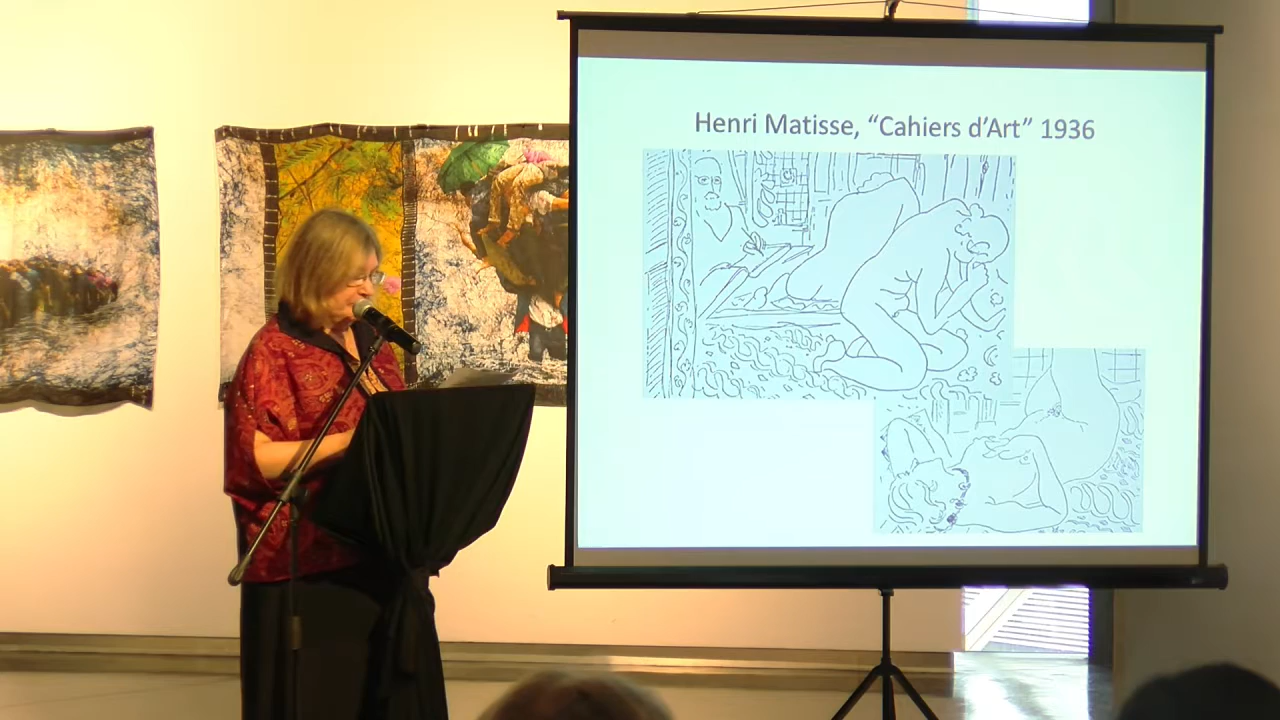 Henri Matisse, “Cahiers d’Art” 1936